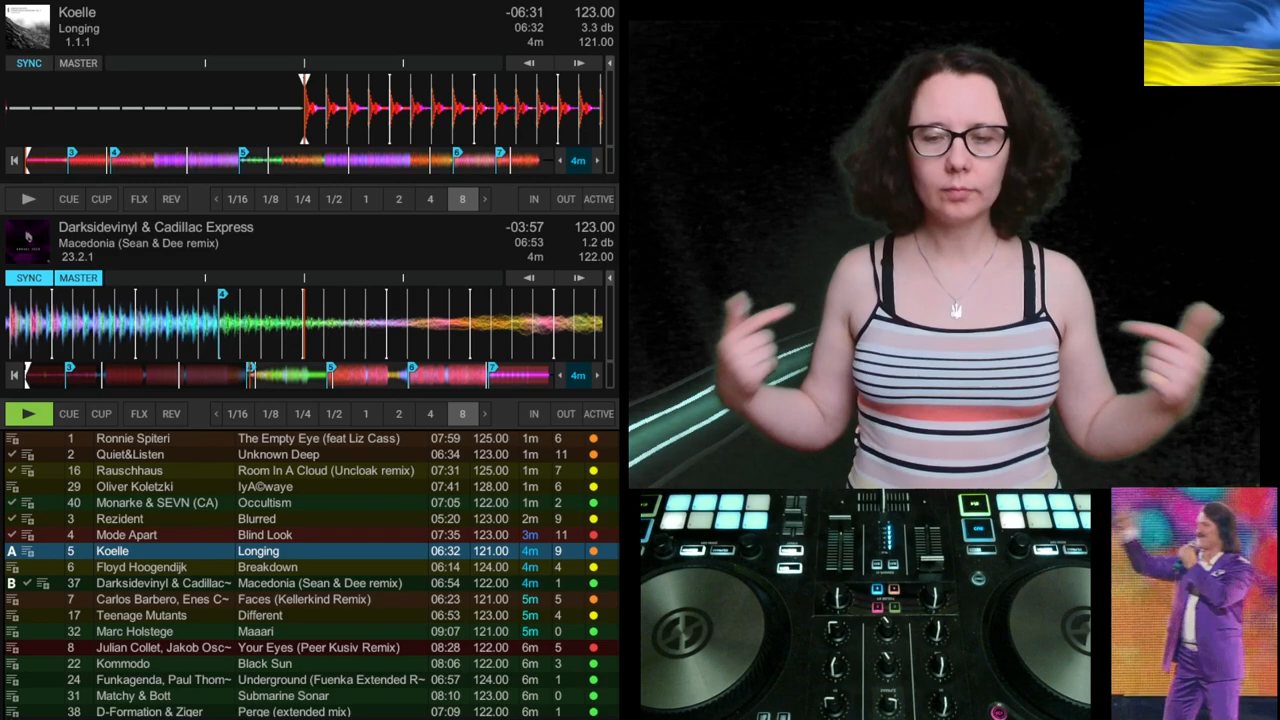 Koelle -06:31 123.00
Longing 06:32 3.3 db
1.1.1 4m 121.00
SYNC MASTER
3 4 5 6 7 4m
CUE CUP FLX REV 1/16 1/8 1/4 1/2 1 2 4 8 IN OUT ACTIVE
Darksidevinyl & Cadillac Express -03:57 123.00
Macedonia (Sean & Dee remix) 06:53 1.2 db
23.2.1 4m 122.00
SYNC MASTER
4
3 4 5 6 7 4m
CUE CUP FLX REV 1/16 1/8 1/4 1/2 1 2 4 8 IN OUT ACTIVE
1 Ronnie Spiteri The Empty Eye (feat Liz Cass) 07:59 125.00 1m 6
2 Quiet&Listen Unknown Deep 06:34 123.00 1m 11
16 Rauschhaus Room In A Cloud (Uncloak remix) 07:31 125.00 1m 7
29 Oliver Koletzki IyA©waye 07:41 128.00 1m 6
40 Monarke & SEVN (CA) Occultism 07:05 122.00 1m 2
3 Rezident Blurred 05:20 123.00 2m 9
4 Mode Apart Blind Look 07:35 123.00 3m 11
A 5 Koelle Longing 06:32 121.00 4m 9
6 Floyd Hoogendijk Breakdown 06:14 124.00 4m 4
B 37 Darksidevinyl & Cadillac~ Macedonia (Sean & Dee remix) 06:54 122.00 4m 1
7 Carlos Barbero, Enes C~ Faces (Kellerkind Remix) 06:23 121.00 5m 5
17 Teenage Mutants Different 06:53 123.00 5m 4
32 Marc Holstege Maaari 09:07 121.00 5m 0
8 Julian Collet, Jakob Osc~ Your Eyes (Peer Kusiv Remix) 08:28 122.00 6m 5
22 Kommodo Black Sun 08:06 122.00 6m 3
24 Funkagenda, Paul Thom~ Underground (Fuenka Extended R~ 06:57 124.00 6m 1
31 Matchy & Bott Submarine Sonar 08:10 123.00 6m 0
38 D-Formation & Ziger Perge (extended mix) 07:09 122.00 6m 1